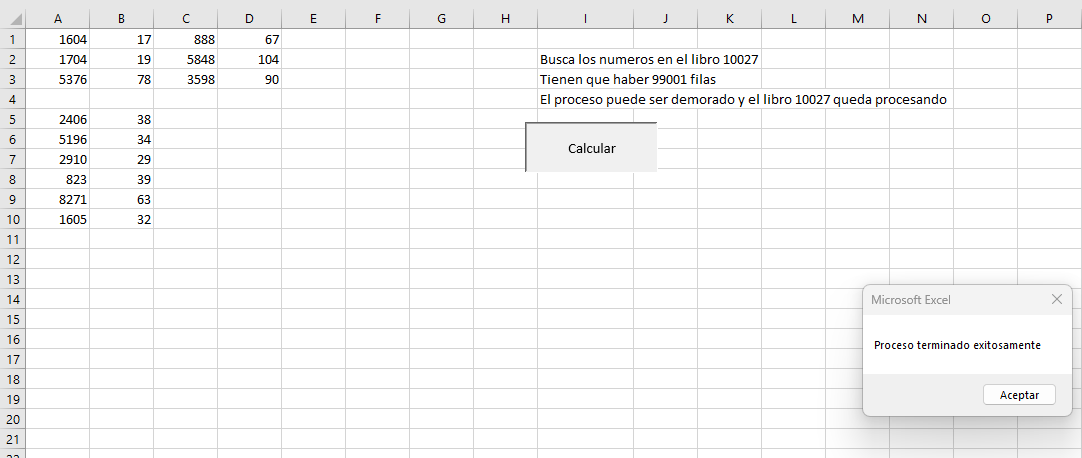 A B C D E F G H I J K L M N O P
1 1604 17 888 67
2 1704 19 5848 104 Busca los numeros en el libro 10027
3 5376 78 3598 90 Tienen que haber 99001 filas
4 El proceso puede ser demorado y el libro 10027 queda procesando
5 2406 38
6 5196 34
Calcular
7 2910 29
8 823 39
9 8271 63
10 1605 32
11
12
13
14
Microsoft Excel
15
16
Proceso terminado exitosamente
17
18
19
Aceptar
20
21